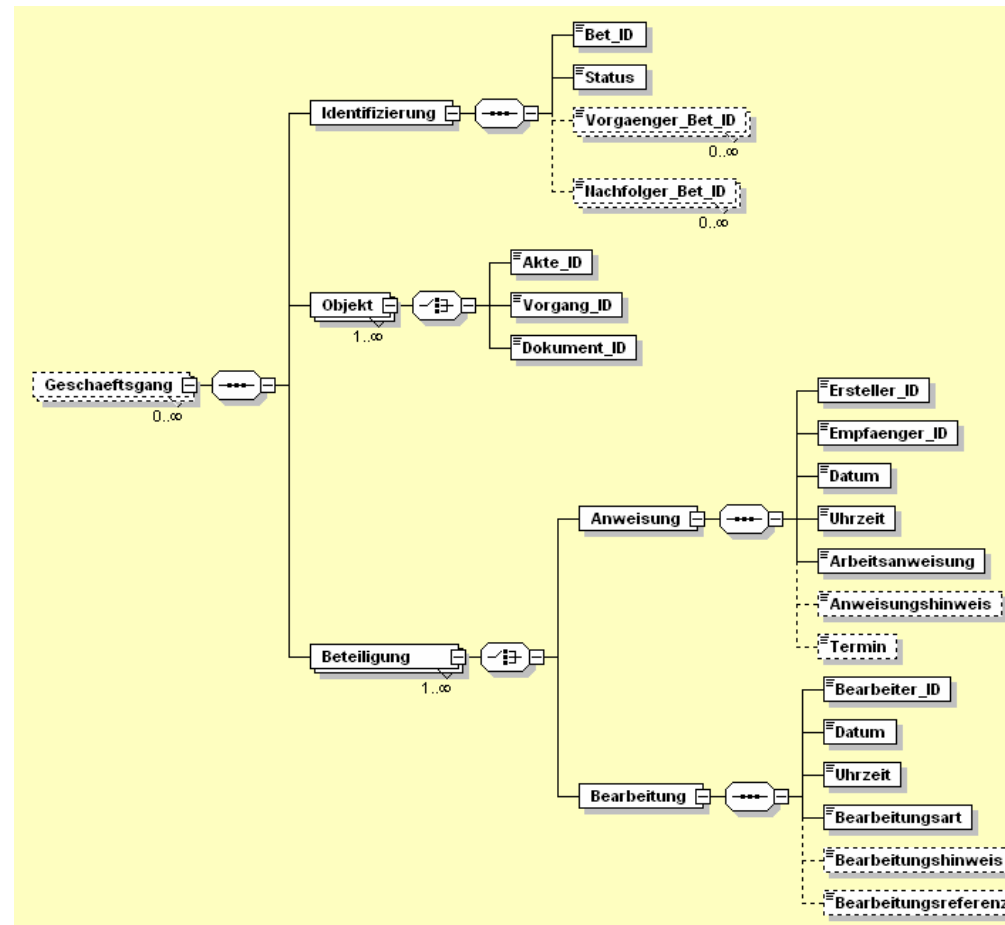 Bet_ID
Status
Identifizierung
Vorgaenger_Bet_ID
0..∞
Nachfolger_Bet_ID
0..∞
Akte_ID
Objekt
Vorgang_ID
1..∞
Dokument_ID
Geschaeftsgang
0..∞
Ersteller_ID
Empfaenger_ID
Datum
Anweisung
Uhrzeit
Arbeitsanweisung
Anweisungshinweis
Termin
Beteiligung
1..∞
Bearbeiter_ID
Datum
Uhrzeit
Bearbeitung
Bearbeitungsart
Bearbeitungshinweis
Bearbeitungsreferenz